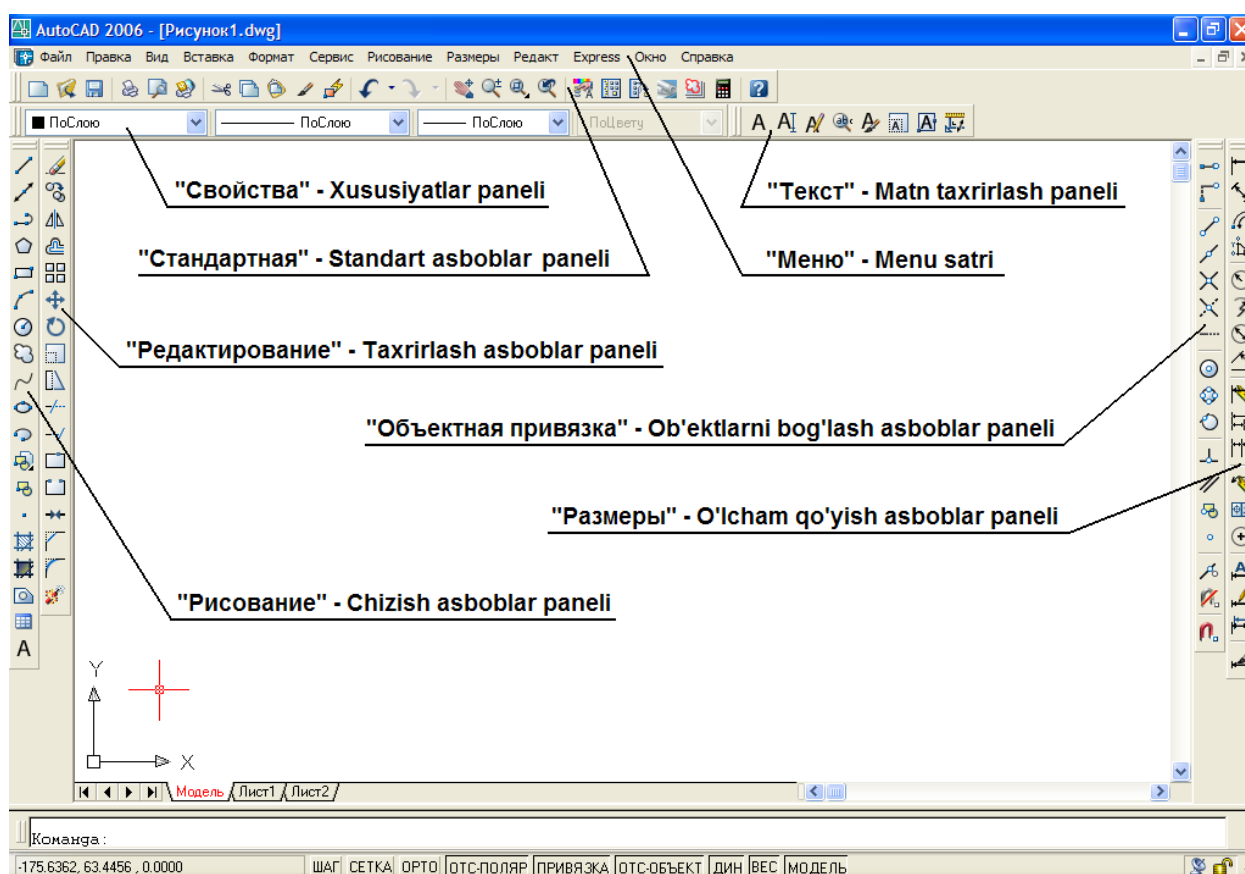 AutoCAD 2006 - [Рисунок1.dwg]
Файл Правка Вид Вставка Формат Сервис Рисование Размеры Редакт Express Окно Справка
ПоСлою ПоСлою ПоСлою ПоЦвету
"Свойства" - Xususiyatlar paneli
"Текст" - Matn taxrirlash paneli
"Стандартная" - Standart asboblar paneli
"Меню" - Menu satri
"Редактирование" - Taxrirlash asboblar paneli
"Объектная привязка" - Ob'ektlarni bog'lash asboblar paneli
"Размеры" - O'lcham qo'yish asboblar paneli
"Рисование" - Chizish asboblar paneli
Y
X
Модель Лист1 Лист2
Команда:
-175.6362, 63.4456 , 0.0000 ШАГ СЕТКА ОРТО ОТС-ПОЛЯР ПРИВЯЗКА ОТС-ОБЪЕКТ ДИН ВЕС МОДЕЛЬ